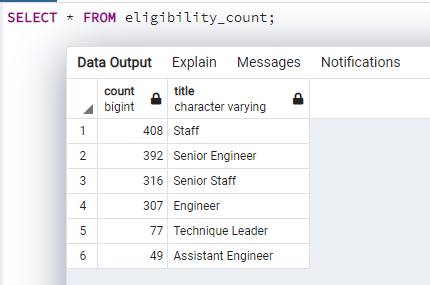 SELECT * FROM eligibility_count;
Data Output Explain Messages Notifications
count title
bigint character varying
1 408 Staff
2 392 Senior Engineer
3 316 Senior Staff
4 307 Engineer
5 77 Technique Leader
6 49 Assistant Engineer